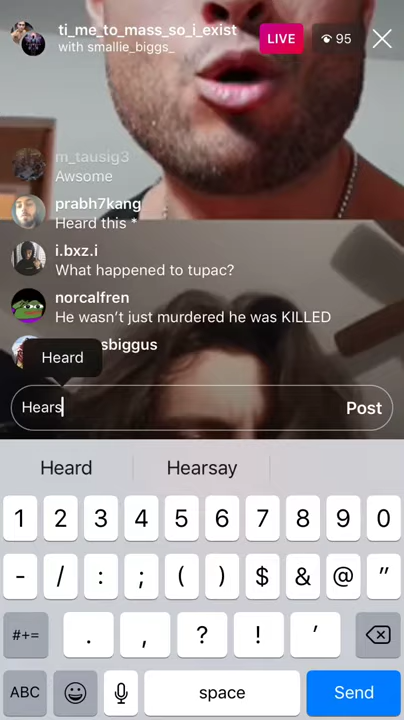 ti_me_to_mass_so_i_exist
with smallie_biggs_
LIVE
95
m_tausig3
Awsome
prabh7kang
Heard this *
i.bxz.i
What happened to tupac?
norcalfren
He wasn't just murdered he was KILLED
sbiggus
Heard
Hears
Post
Heard
Hearsay
1 2 3 4 5 6 7 8 9 0
- / : ; ( ) $ & @ "
#+= . , ? ! '
ABC
space
Send